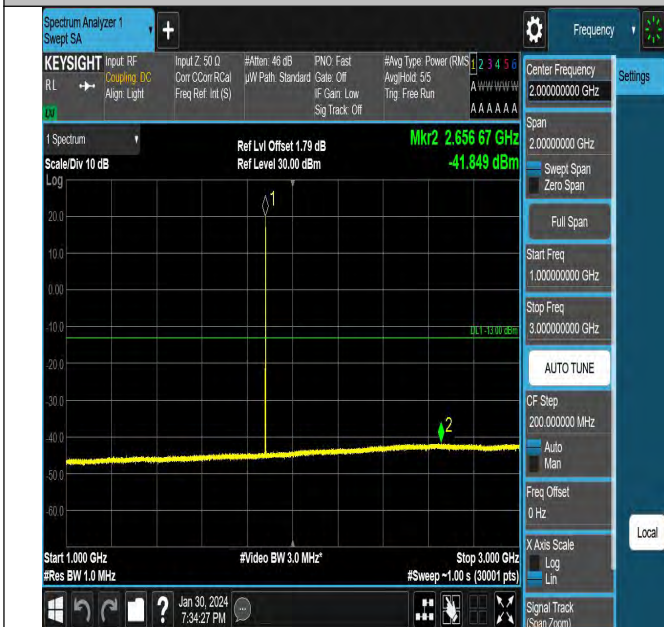 Spectrum Analyzer 1
Swept SA
Frequency
KEYSIGHT
RL
Input: RF
Coupling: DC
Align: Light
Input Z: 50 Ω
Corr CCorr RCal
Freq Ref: Int (S)
#Atten: 46 dB
µW Path: Standard
PNO: Fast
Gate: Off
IF Gain: Low
Sig Track: Off
#Avg Type: Power (RMS
Avg|Hold: 5/5
Trig: Free Run
1 2 3 4 5 6
A W W W W W
A A A A A A
1 Spectrum
Scale/Div 10 dB
Log
Ref Lvl Offset 1.79 dB
Ref Level 30.00 dBm
Mkr2 2.656 67 GHz
-41.849 dBm
1
20.0
10.0
0.00
-10.0
DL1 -13.00 dBm
-20.0
-30.0
-40.0
2
-50.0
-60.0
Start 1.000 GHz
#Res BW 1.0 MHz
#Video BW 3.0 MHz*
Stop 3.000 GHz
#Sweep ~1.00 s (30001 pts)
Jan 30, 2024
7:34:27 PM
Center Frequency
2.00000000 GHz
Settings
Span
2.00000000 GHz
Swept Span
Zero Span
Full Span
Start Freq
1.000000000 GHz
Stop Freq
3.000000000 GHz
AUTO TUNE
CF Step
200.000000 MHz
Auto
Man
Freq Offset
0 Hz
X Axis Scale
Log
Lin
Local
Signal Track
(Span Zoom)